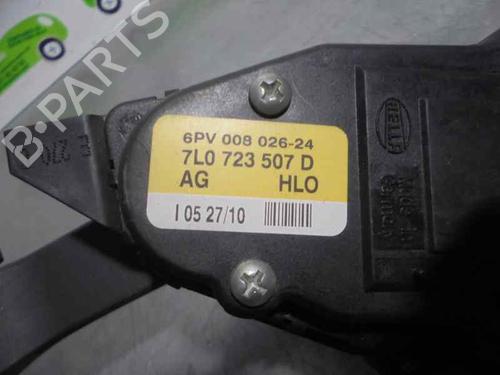 B-PARTS
6PV 008 026-24
7L0 723 507 D
AG HLO
I 05 27/10
HELLA